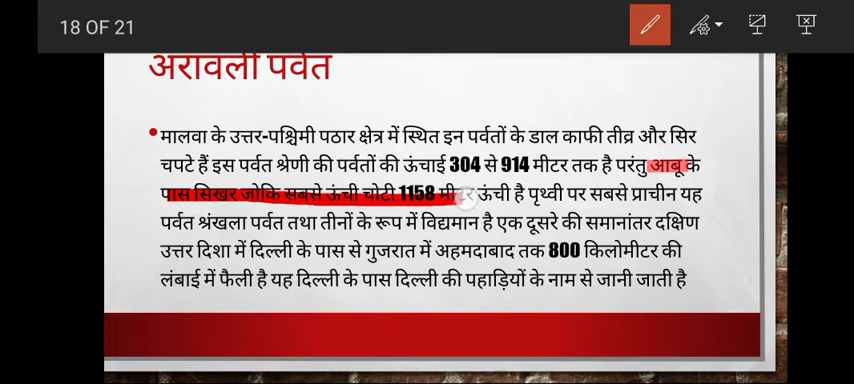 18 OF 21
अरावली पर्वत
मालवा के उत्तर-पश्चिमी पठार क्षेत्र में स्थित इन पर्वतों के डाल काफी तीव्र और सिर
चपटे हैं इस पर्वत श्रेणी की पर्वतों की ऊंचाई 304 से 914 मीटर तक है परंतु आबू के
पास सिखर जोकि सबसे ऊंची चोटी 1158 मीटर ऊंची है पृथ्वी पर सबसे प्राचीन यह
पर्वत श्रंखला पर्वत तथा तीनों के रूप में विद्यमान है एक दूसरे की समानांतर दक्षिण
उत्तर दिशा में दिल्ली के पास से गुजरात में अहमदाबाद तक 800 किलोमीटर की
लंबाई में फैली है यह दिल्ली के पास दिल्ली की पहाड़ियों के नाम से जानी जाती है